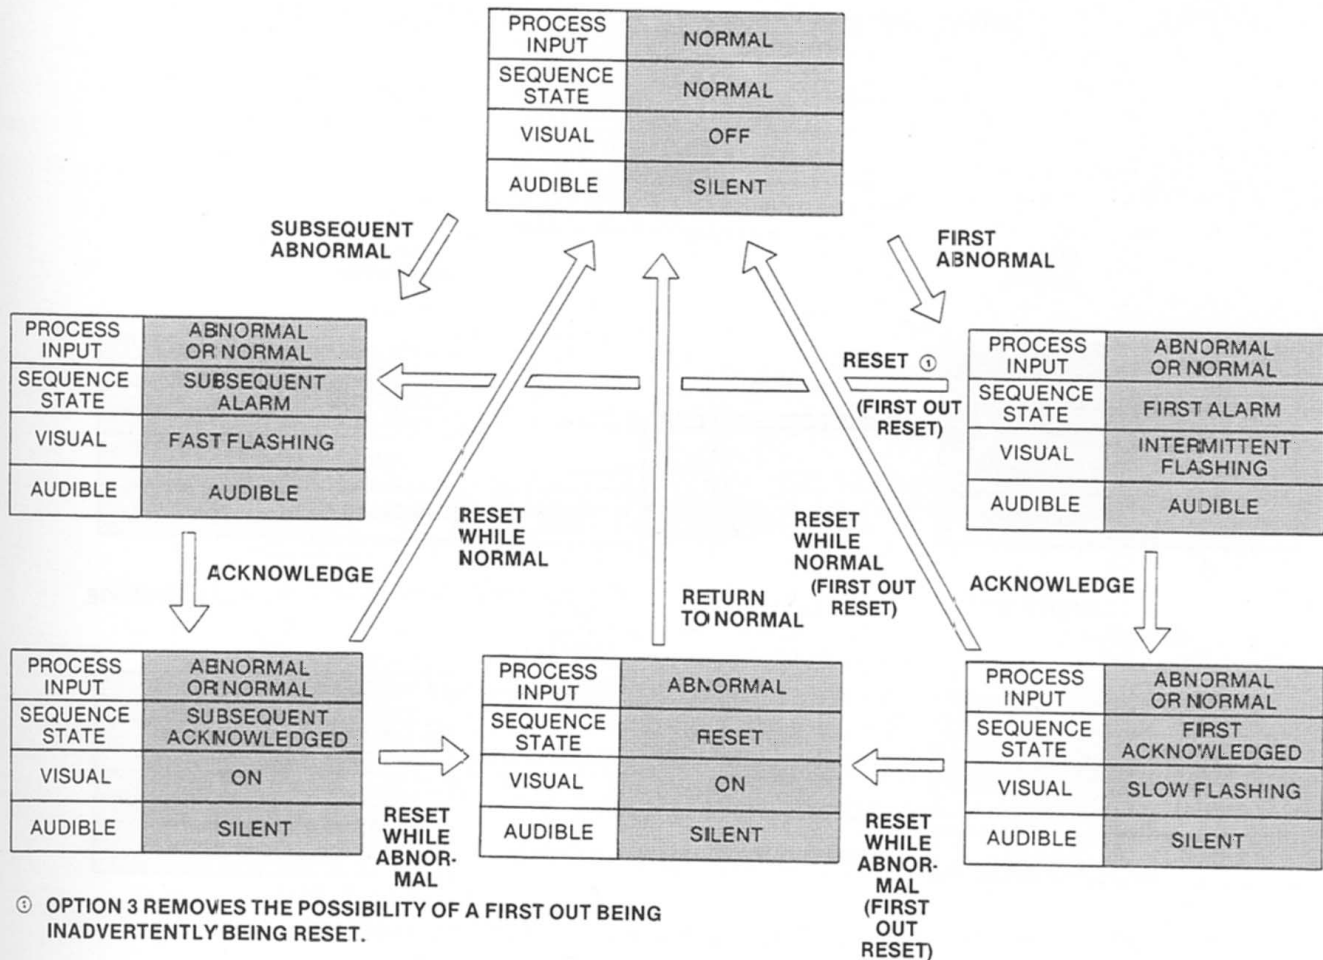 PROCESS INPUT NORMAL
SEQUENCE STATE NORMAL
VISUAL OFF
AUDIBLE SILENT
SUBSEQUENT
ABNORMAL
FIRST
ABNORMAL
PROCESS INPUT ABNORMAL OR NORMAL
SEQUENCE STATE SUBSEQUENT ALARM
VISUAL FAST FLASHING
AUDIBLE AUDIBLE
RESET ①
(FIRST OUT
RESET)
PROCESS INPUT ABNORMAL OR NORMAL
SEQUENCE STATE FIRST ALARM
VISUAL INTERMITTENT FLASHING
AUDIBLE AUDIBLE
ACKNOWLEDGE
RESET
WHILE
NORMAL
RETURN
TO NORMAL
RESET
WHILE
NORMAL
(FIRST OUT
RESET)
ACKNOWLEDGE
PROCESS INPUT ABNORMAL OR NORMAL
SEQUENCE STATE SUBSEQUENT ACKNOWLEDGED
VISUAL ON
AUDIBLE SILENT
RESET
WHILE
ABNOR-
MAL
PROCESS INPUT ABNORMAL
SEQUENCE STATE RESET
VISUAL ON
AUDIBLE SILENT
RESET
WHILE
ABNOR-
MAL
(FIRST
OUT
RESET)
PROCESS INPUT ABNORMAL OR NORMAL
SEQUENCE STATE FIRST ACKNOWLEDGED
VISUAL SLOW FLASHING
AUDIBLE SILENT
① OPTION 3 REMOVES THE POSSIBILITY OF A FIRST OUT BEING
INADVERTENTLY BEING RESET.